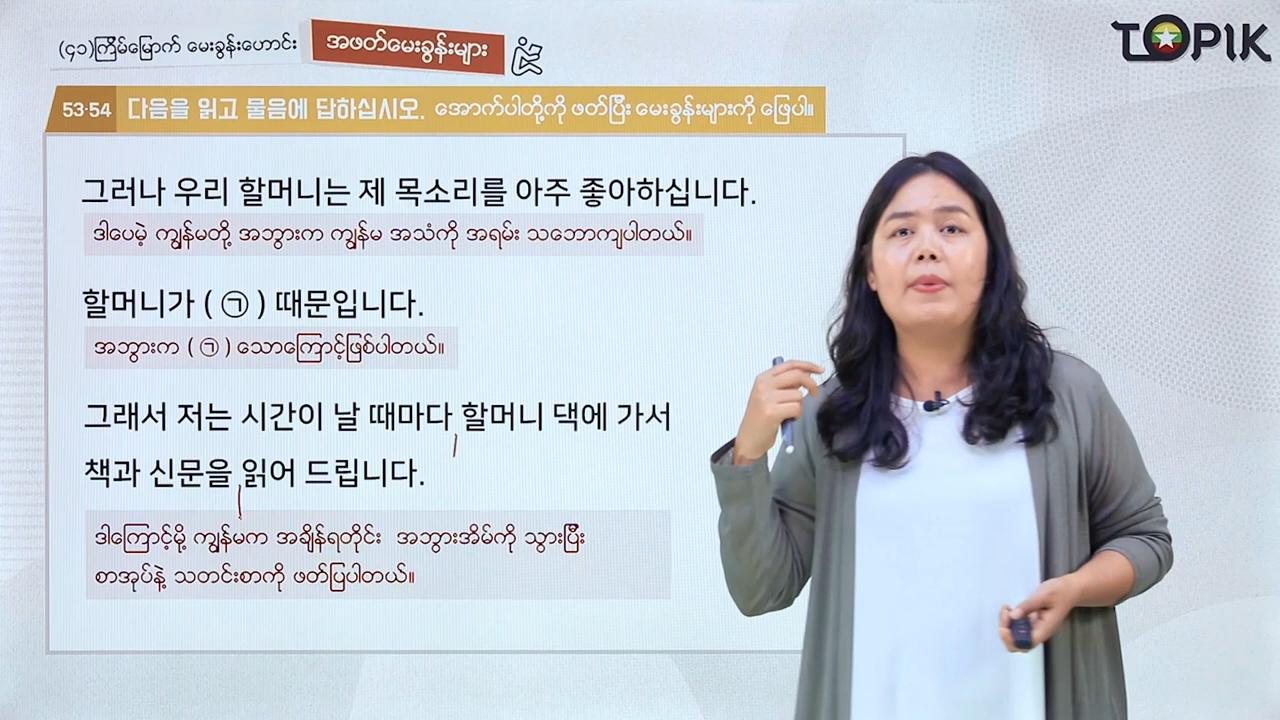 (၄၁)ကြိမ်မြောက် မေးခွန်းဟောင်း
အဖတ်မေးခွန်းများ
TOPIK
53·54 다음을 읽고 물음에 답하십시오. အောက်ပါတို့ကို ဖတ်ပြီး မေးခွန်းများကို ဖြေပါ။
그러나 우리 할머니는 제 목소리를 아주 좋아하십니다.
ဒါပေမဲ့ ကျွန်မတို့ အဘွားက ကျွန်မ အသံကို အရမ်း သဘောကျပါတယ်။
할머니가 ( ㉠ ) 때문입니다.
အဘွားက ( ㉠ ) သောကြောင့်ဖြစ်ပါတယ်။
그래서 저는 시간이 날 때마다 할머니 댁에 가서
책과 신문을 읽어 드립니다.
ဒါကြောင့်မို့ ကျွန်မက အချိန်ရတိုင်း အဘွားအိမ်ကို သွားပြီး
စာအုပ်နဲ့ သတင်းစာကို ဖတ်ပြပါတယ်။